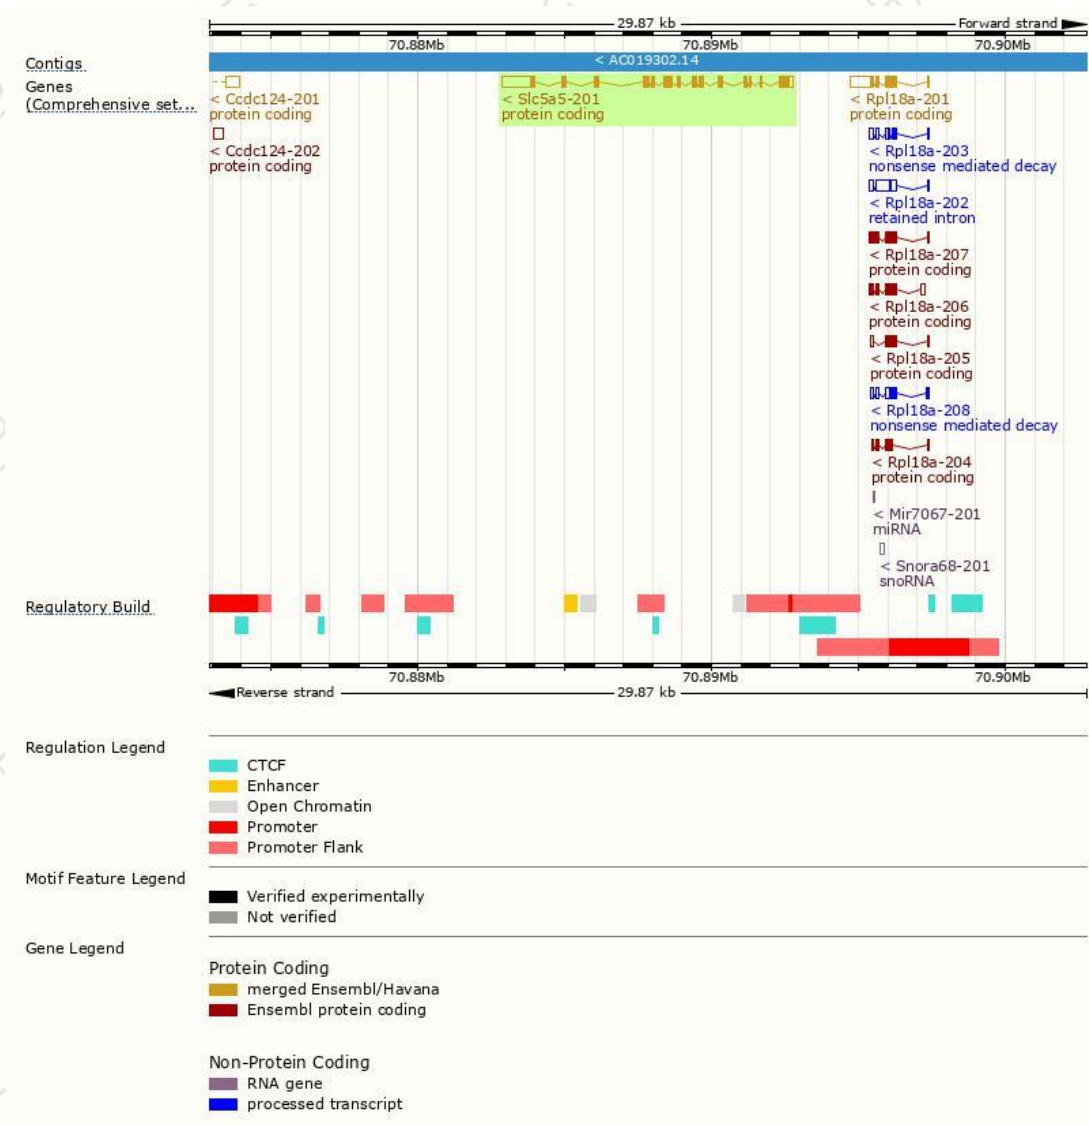 29.87 kb
Forward strand
70.88Mb
70.89Mb
70.90Mb
Contigs
< AC019302.14
Genes
(Comprehensive set...
< Ccdc124-201
protein coding
< Slc5a5-201
protein coding
< Rpl18a-201
protein coding
< Ccdc124-202
protein coding
< Rpl18a-203
nonsense mediated decay
< Rpl18a-202
retained intron
< Rpl18a-207
protein coding
< Rpl18a-206
protein coding
< Rpl18a-205
protein coding
< Rpl18a-208
nonsense mediated decay
< Rpl18a-204
protein coding
< Mir7067-201
miRNA
< Snora68-201
snoRNA
Regulatory Build
70.88Mb
70.89Mb
70.90Mb
Reverse strand
29.87 kb
Regulation Legend
CTCF
Enhancer
Open Chromatin
Promoter
Promoter Flank
Motif Feature Legend
Verified experimentally
Not verified
Gene Legend
Protein Coding
merged Ensembl/Havana
Ensembl protein coding
Non-Protein Coding
RNA gene
processed transcript